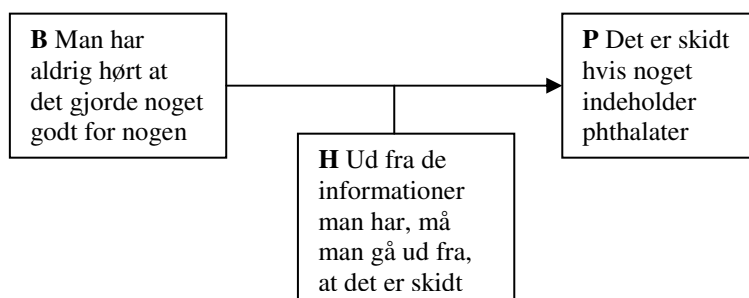 B Man har
aldrig hørt at
det gjorde noget
godt for nogen
P Det er skidt
hvis noget
indeholder
phthalater
H Ud fra de
informationer
man har, må
man gå ud fra,
at det er skidt